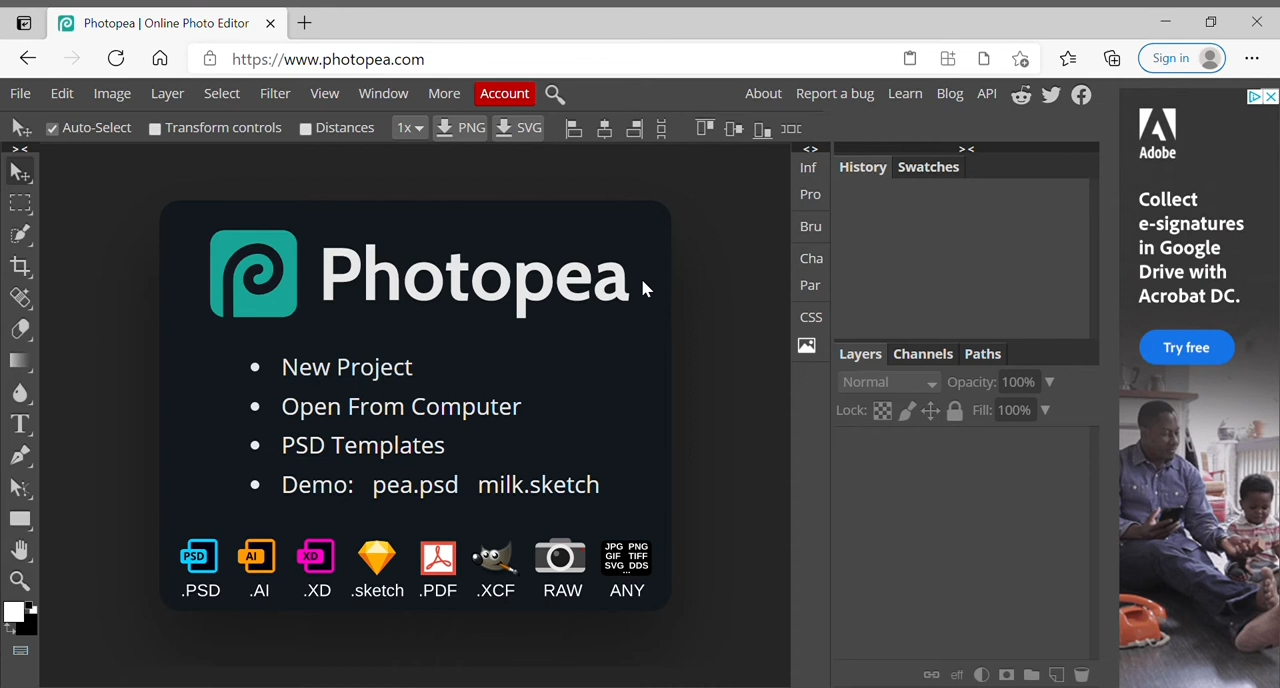 Photopea | Online Photo Editor
https://www.photopea.com
Sign in
File Edit Image Layer Select Filter View Window More Account About Report a bug Learn Blog API
Auto-Select Transform controls Distances 1x PNG SVG
Inf
Pro
Bru
Cha
Par
CSS
History Swatches
Layers Channels Paths
Normal Opacity: 100%
Lock: Fill: 100%
eff
Photopea
New Project
Open From Computer
PSD Templates
Demo: pea.psd milk.sketch
PSD AI XD JPG PNG
GIF TIFF
SVG DDS
...
.PSD .AI .XD .sketch .PDF .XCF RAW ANY
Adobe
Collect
e-signatures
in Google
Drive with
Acrobat DC.
Try free